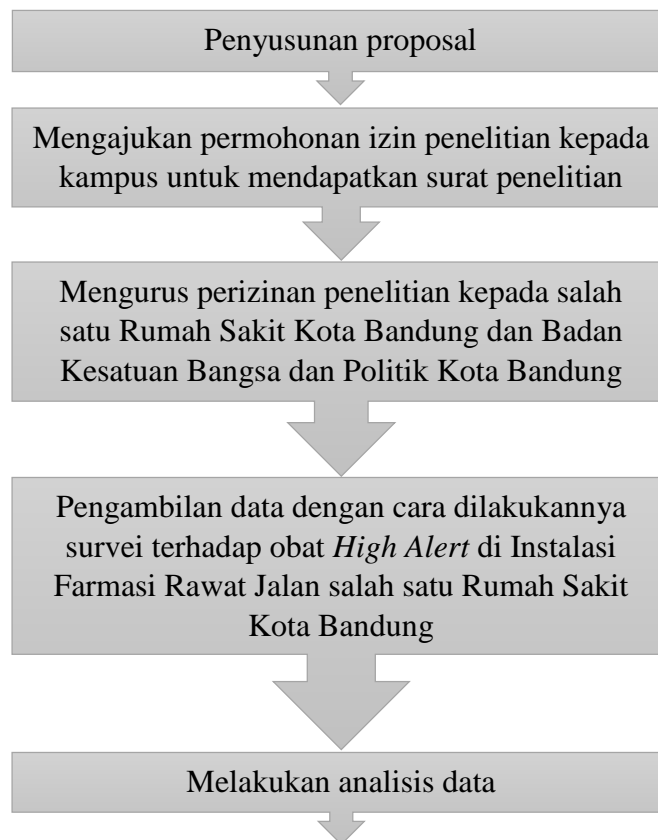 Penyusunan proposal
Mengajukan permohonan izin penelitian kepada
kampus untuk mendapatkan surat penelitian
Mengurus perizinan penelitian kepada salah
satu Rumah Sakit Kota Bandung dan Badan
Kesatuan Bangsa dan Politik Kota Bandung
Pengambilan data dengan cara dilakukannya
survei terhadap obat High Alert di Instalasi
Farmasi Rawat Jalan salah satu Rumah Sakit
Kota Bandung
Melakukan analisis data